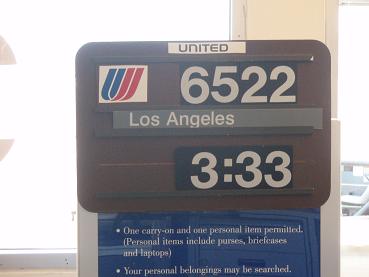 UNITED
6522
Los Angeles
3:33
• One carry-on and one personal item permitted.
(Personal items include purses, briefcases
and laptops)
• Your personal belongings may be searched.